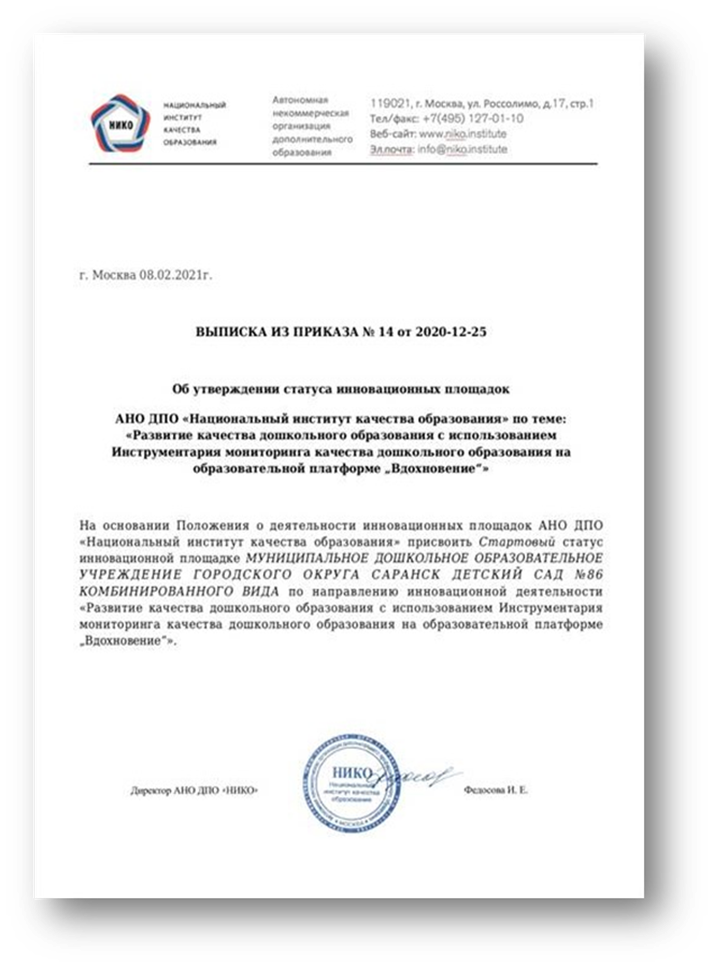 НИКО
НАЦИОНАЛЬНЫЙ
ИНСТИТУТ
КАЧЕСТВА
ОБРАЗОВАНИЯ
Автономная
некоммерческая
организация
дополнительного
образования
119021, г. Москва, ул. Россолимо, д.17, стр.1
Тел/факс: +7(495) 127-01-10
Веб-сайт: www.niko.institute
Эл.почта: info@niko.institute
г. Москва 08.02.2021г.
ВЫПИСКА ИЗ ПРИКАЗА № 14 от 2020-12-25
Об утверждении статуса инновационных площадок
АНО ДПО «Национальный институт качества образования» по теме:
«Развитие качества дошкольного образования с использованием
Инструментария мониторинга качества дошкольного образования на
образовательной платформе „Вдохновение“»
На основании Положения о деятельности инновационных площадок АНО ДПО
«Национальный институт качества образования» присвоить Стартовый статус
инновационной площадке МУНИЦИПАЛЬНОЕ ДОШКОЛЬНОЕ ОБРАЗОВАТЕЛЬНОЕ
УЧРЕЖДЕНИЕ ГОРОДСКОГО ОКРУГА САРАНСК ДЕТСКИЙ САД №86
КОМБИНИРОВАННОГО ВИДА по направлению инновационной деятельности
«Развитие качества дошкольного образования с использованием Инструментария
мониторинга качества дошкольного образования на образовательной платформе
„Вдохновение“».
Директор АНО ДПО «НИКО»
НИКО
Национальный
институт качества
образования
МОСКВА
Федосова И. Е.